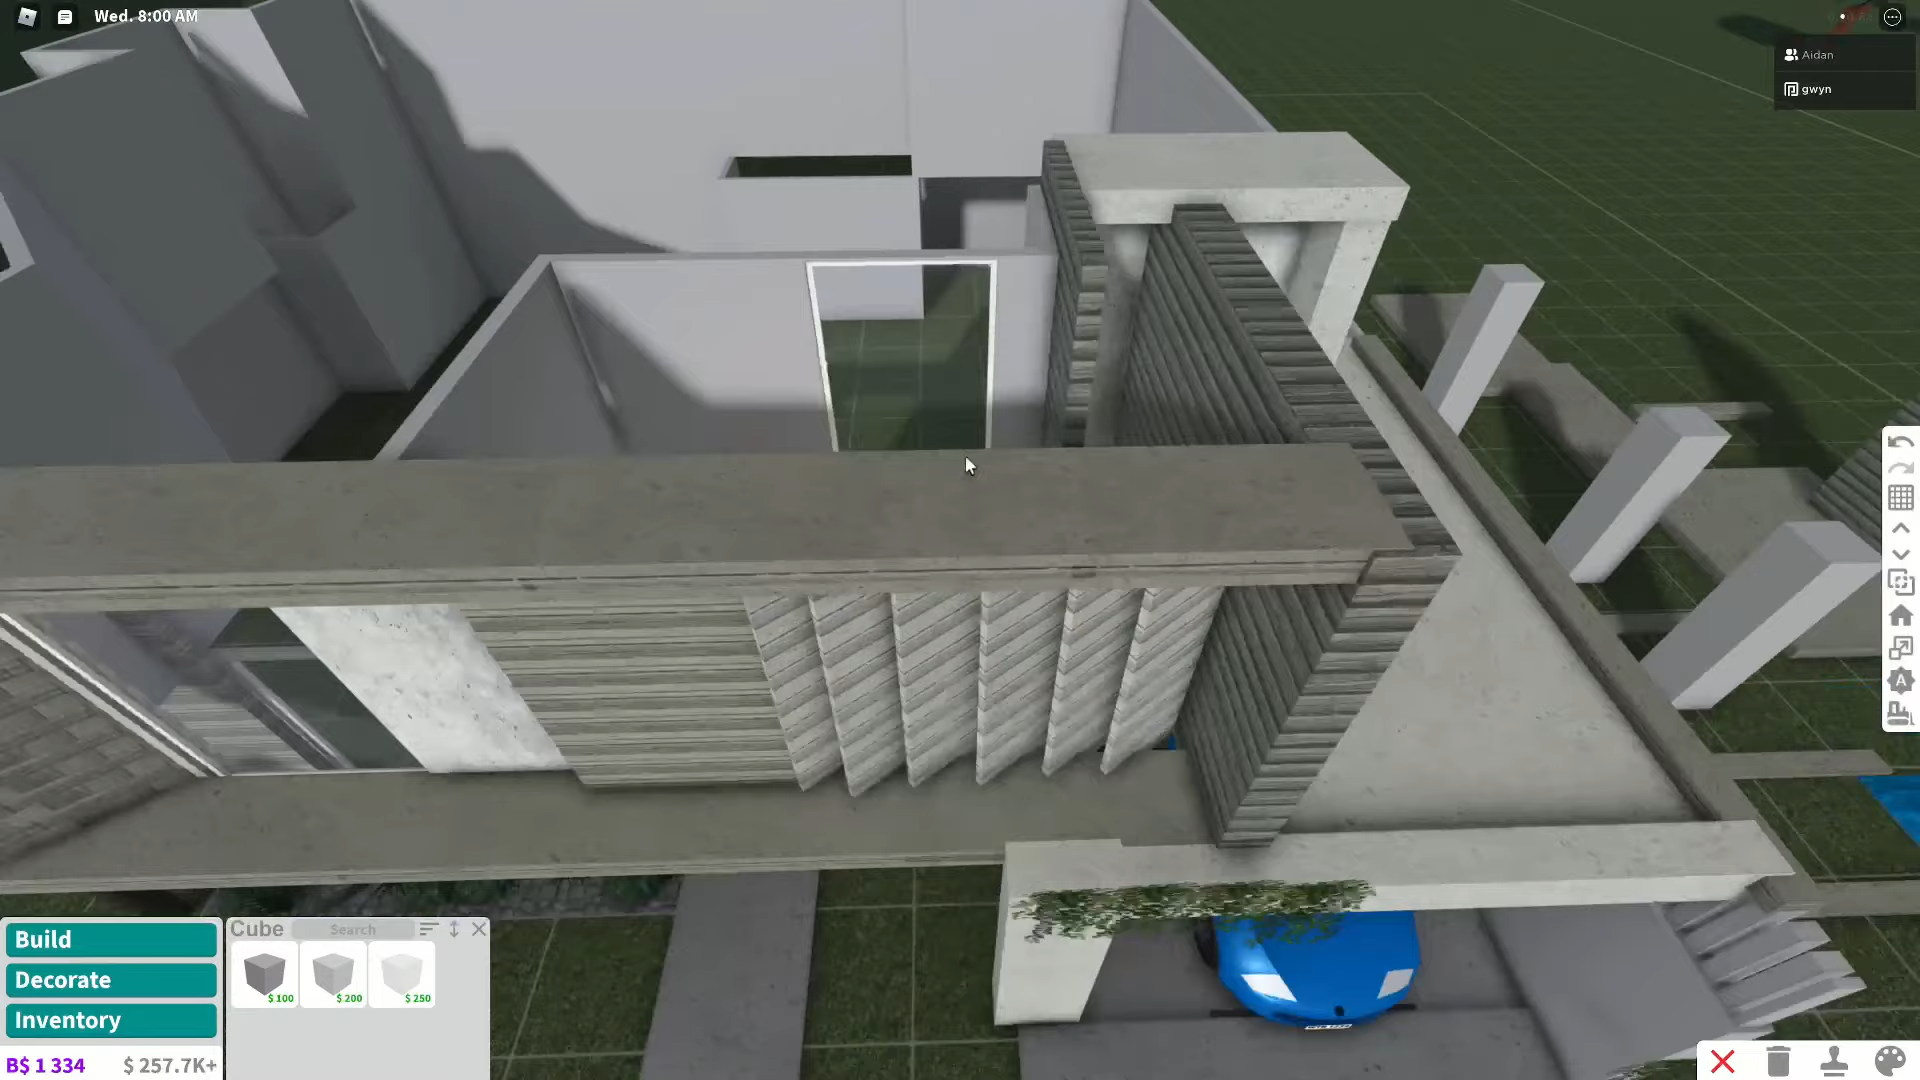 Wed. 8:00 AM
Aidan
gwyn
Build
Decorate
Inventory
B$ 1 334
$ 257.7K+
Cube
Search
$ 100
$ 200
$ 250
A